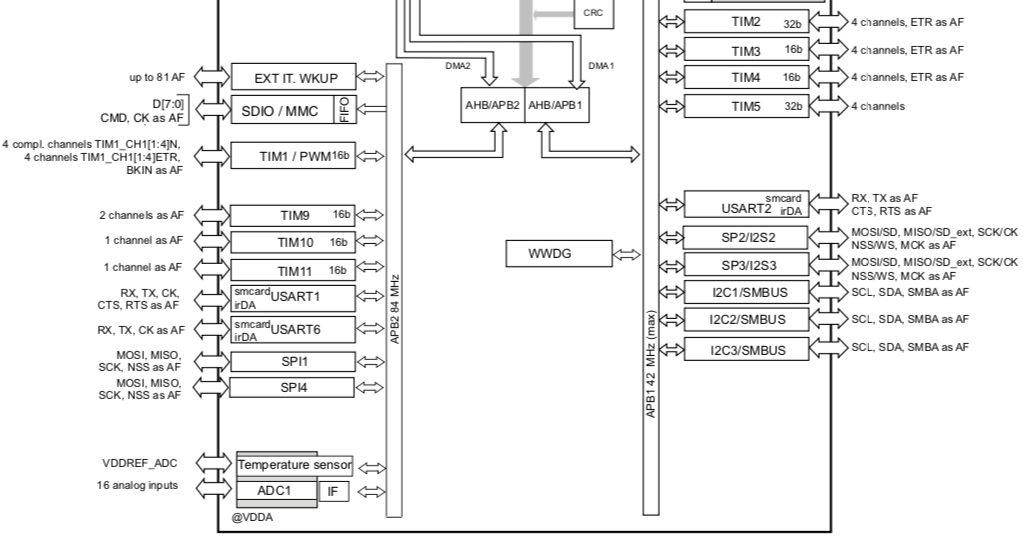 CRC
DMA2
DMA1
AHB/APB2
AHB/APB1
up to 81 AF
EXT IT. WKUP
D[7:0]
CMD, CK as AF
SDIO / MMC
FIFO
4 compl. channels TIM1_CH1[1:4]N,
4 channels TIM1_CH1[1:4]ETR,
BKIN as AF
TIM1 / PWM 16b
2 channels as AF
TIM9 16b
1 channel as AF
TIM10 16b
1 channel as AF
TIM11 16b
RX, TX, CK,
CTS, RTS as AF
smcard
irDA
USART1
RX, TX, CK as AF
smcard
irDA
USART6
MOSI, MISO,
SCK, NSS as AF
SPI1
MOSI, MISO,
SCK, NSS as AF
SPI4
VDDREF_ADC
Temperature sensor
16 analog inputs
ADC1
IF
@VDDA
APB2 84 MHz
WWDG
APB1 42 MHz (max)
TIM2 32b
4 channels, ETR as AF
TIM3 16b
4 channels, ETR as AF
TIM4 16b
4 channels, ETR as AF
TIM5 32b
4 channels
USART2
smcard
irDA
RX, TX as AF
CTS, RTS as AF
SP2/I2S2
MOSI/SD, MISO/SD_ext, SCK/CK
NSS/WS, MCK as AF
SP3/I2S3
MOSI/SD, MISO/SD_ext, SCK/CK
NSS/WS, MCK as AF
I2C1/SMBUS
SCL, SDA, SMBA as AF
I2C2/SMBUS
SCL, SDA, SMBA as AF
I2C3/SMBUS
SCL, SDA, SMBA as AF